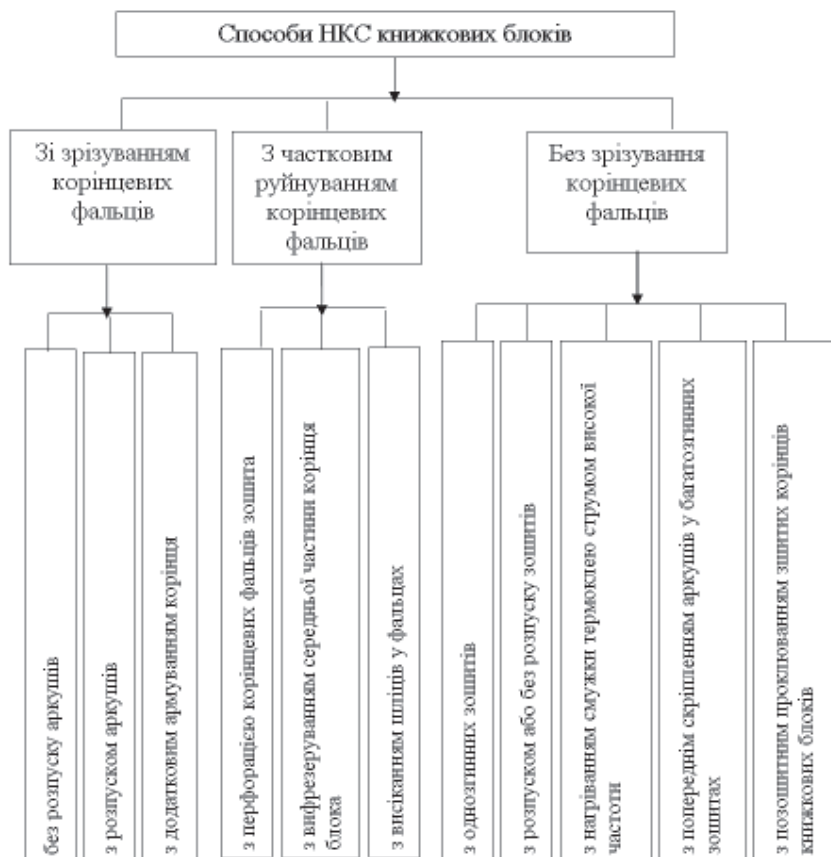 Способи НКС книжкових блоків
Зі зрізуванням
корінцевих
фальців
З частковим
руйнуванням
корінцевих
фальців
Без зрізування
корінцевих
фальців
без розпуску аркушів
з розпуском аркушів
з додатковим армуванням корінця
з перфорацією корінцевих фальців зошита
з вифрезеруванням середньої частини корінця
блока
з висіканням шліців у фальцах
з однозгинних зошитів
з розпуском або без розпуску зошитів
з нагріванням смужки термоклею струмом високої
частоти
з попереднім скріпленням аркушів у багатозгинних
зошитах
з позошитним проклюванням зшитих корінців
книжкових блоків